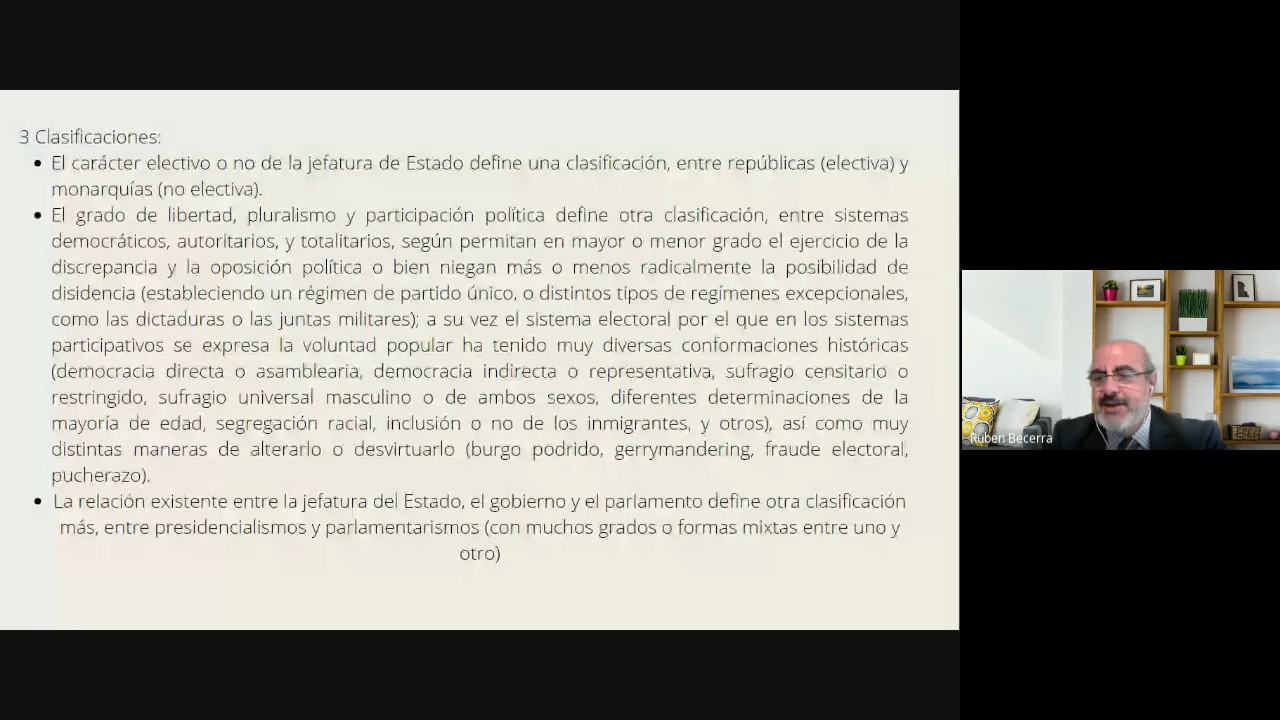 3 Clasificaciones:
• El carácter electivo o no de la jefatura de Estado define una clasificación, entre repúblicas (electiva) y
monarquías (no electiva).
• El grado de libertad, pluralismo y participación política define otra clasificación, entre sistemas
democráticos, autoritarios, y totalitarios, según permitan en mayor o menor grado el ejercicio de la
discrepancia y la oposición política o bien niegan más o menos radicalmente la posibilidad de
disidencia (estableciendo un régimen de partido único, o distintos tipos de regímenes excepcionales,
como las dictaduras o las juntas militares); a su vez el sistema electoral por el que en los sistemas
participativos se expresa la voluntad popular ha tenido muy diversas conformaciones históricas
(democracia directa o asamblearia, democracia indirecta o representativa, sufragio censitario o
restringido, sufragio universal masculino o de ambos sexos, diferentes determinaciones de la
mayoría de edad, segregación racial, inclusión o no de los inmigrantes, y otros), así como muy
distintas maneras de alterarlo o desvirtuarlo (burgo podrido, gerrymandering, fraude electoral,
pucherazo).
• La relación existente entre la jefatura del Estado, el gobierno y el parlamento define otra clasificación
más, entre presidencialismos y parlamentarismos (con muchos grados o formas mixtas entre uno y
otro)
Ruben Becerra